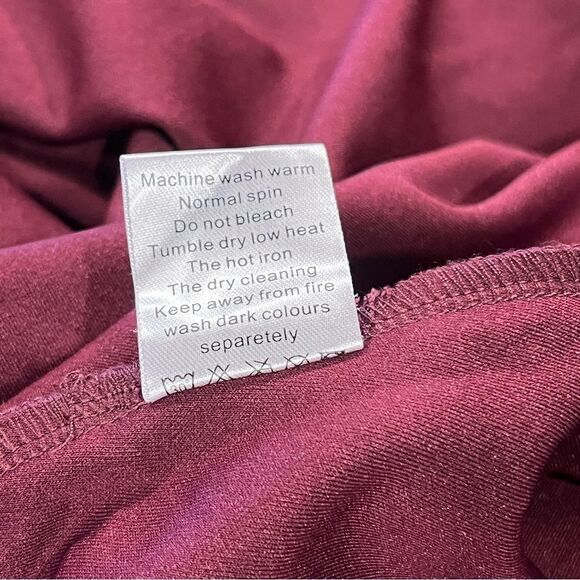 Machine wash warm
Normal spin
Do not bleach
Tumble dry low heat
The hot iron
The dry cleaning
Keep away from fire
wash dark colours
separetely
30